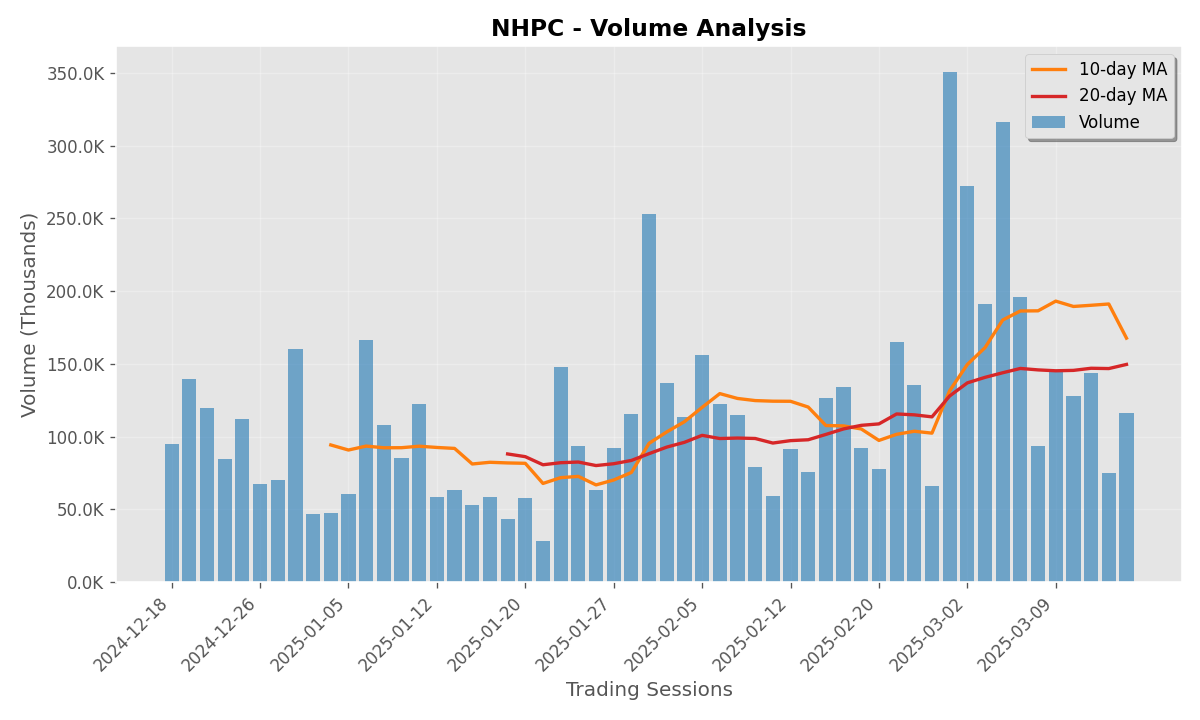 NHPC - Volume Analysis
10-day MA
20-day MA
Volume
Volume (Thousands)
350.0K
300.0K
250.0K
200.0K
150.0K
100.0K
50.0K
0.0K
2024-12-18
2024-12-26
2025-01-05
2025-01-12
2025-01-20
2025-01-27
2025-02-05
2025-02-12
2025-02-20
2025-03-02
2025-03-09
Trading Sessions